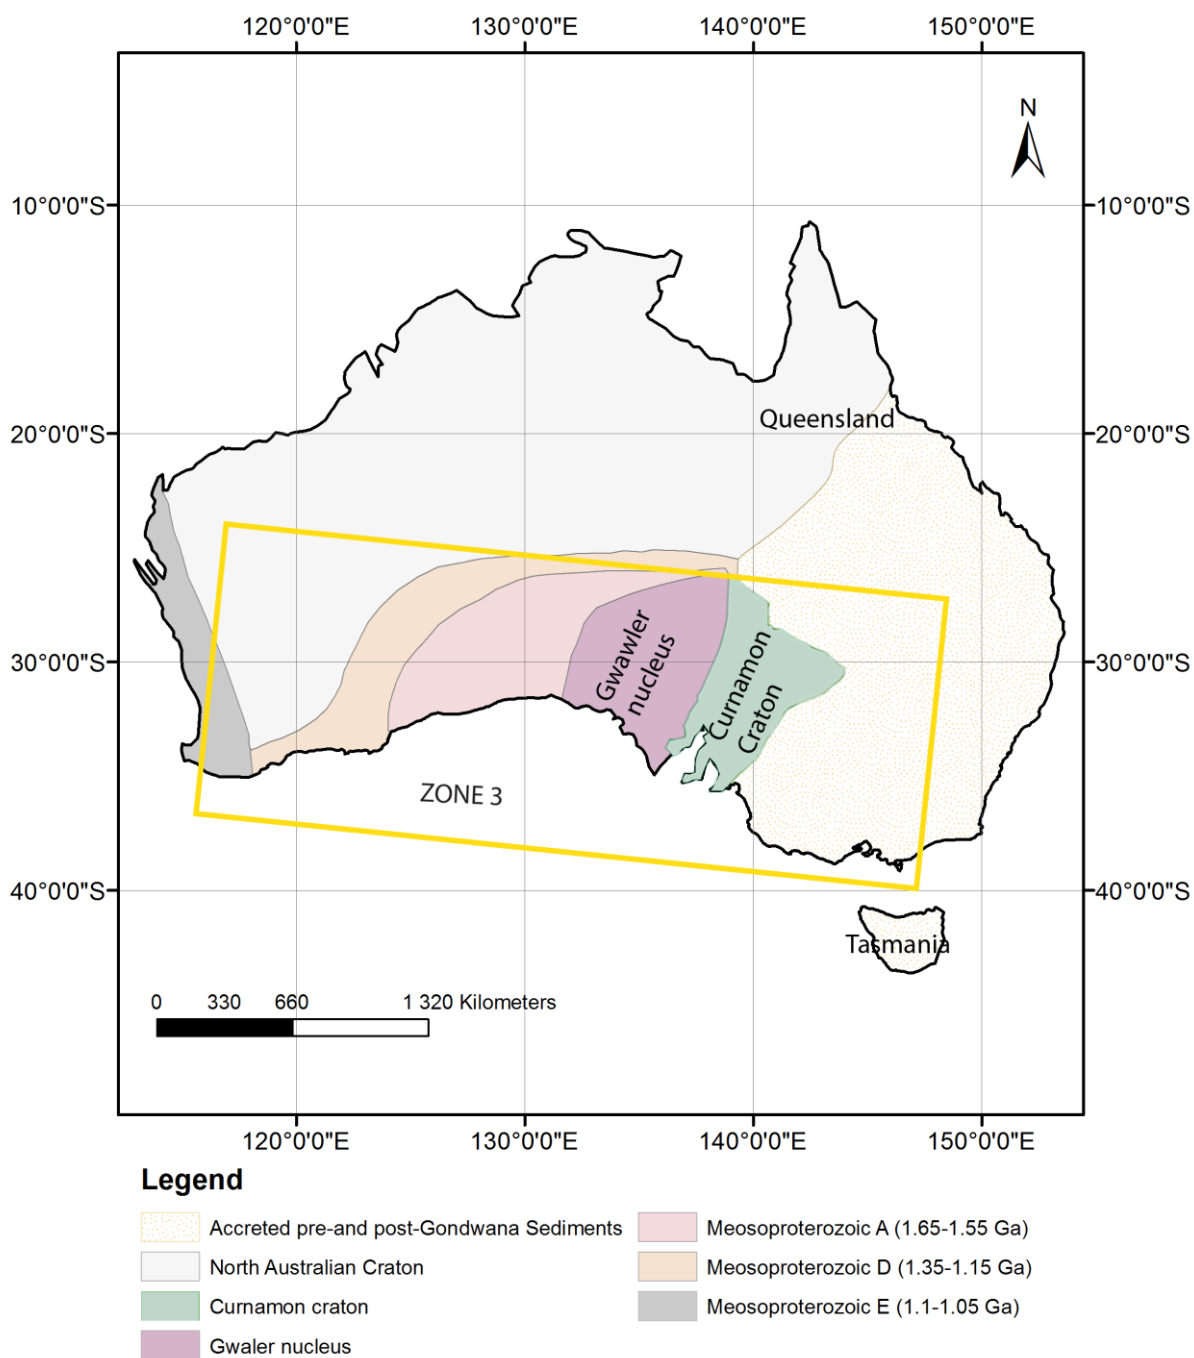 120°0'0"E 130°0'0"E 140°0'0"E 150°0'0"E
N
10°0'0"S 10°0'0"S
Queensland
20°0'0"S 20°0'0"S
Gwawler
nucleus
Curnamon
Craton
30°0'0"S 30°0'0"S
ZONE 3
40°0'0"S 40°0'0"S
Tasmania
0 330 660 1 320 Kilometers
120°0'0"E 130°0'0"E 140°0'0"E 150°0'0"E
Legend
Accreted pre-and post-Gondwana Sediments
North Australian Craton
Curnamon craton
Gwaler nucleus
Meosoproterozoic A (1.65-1.55 Ga)
Meosoproterozoic D (1.35-1.15 Ga)
Meosoproterozoic E (1.1-1.05 Ga)